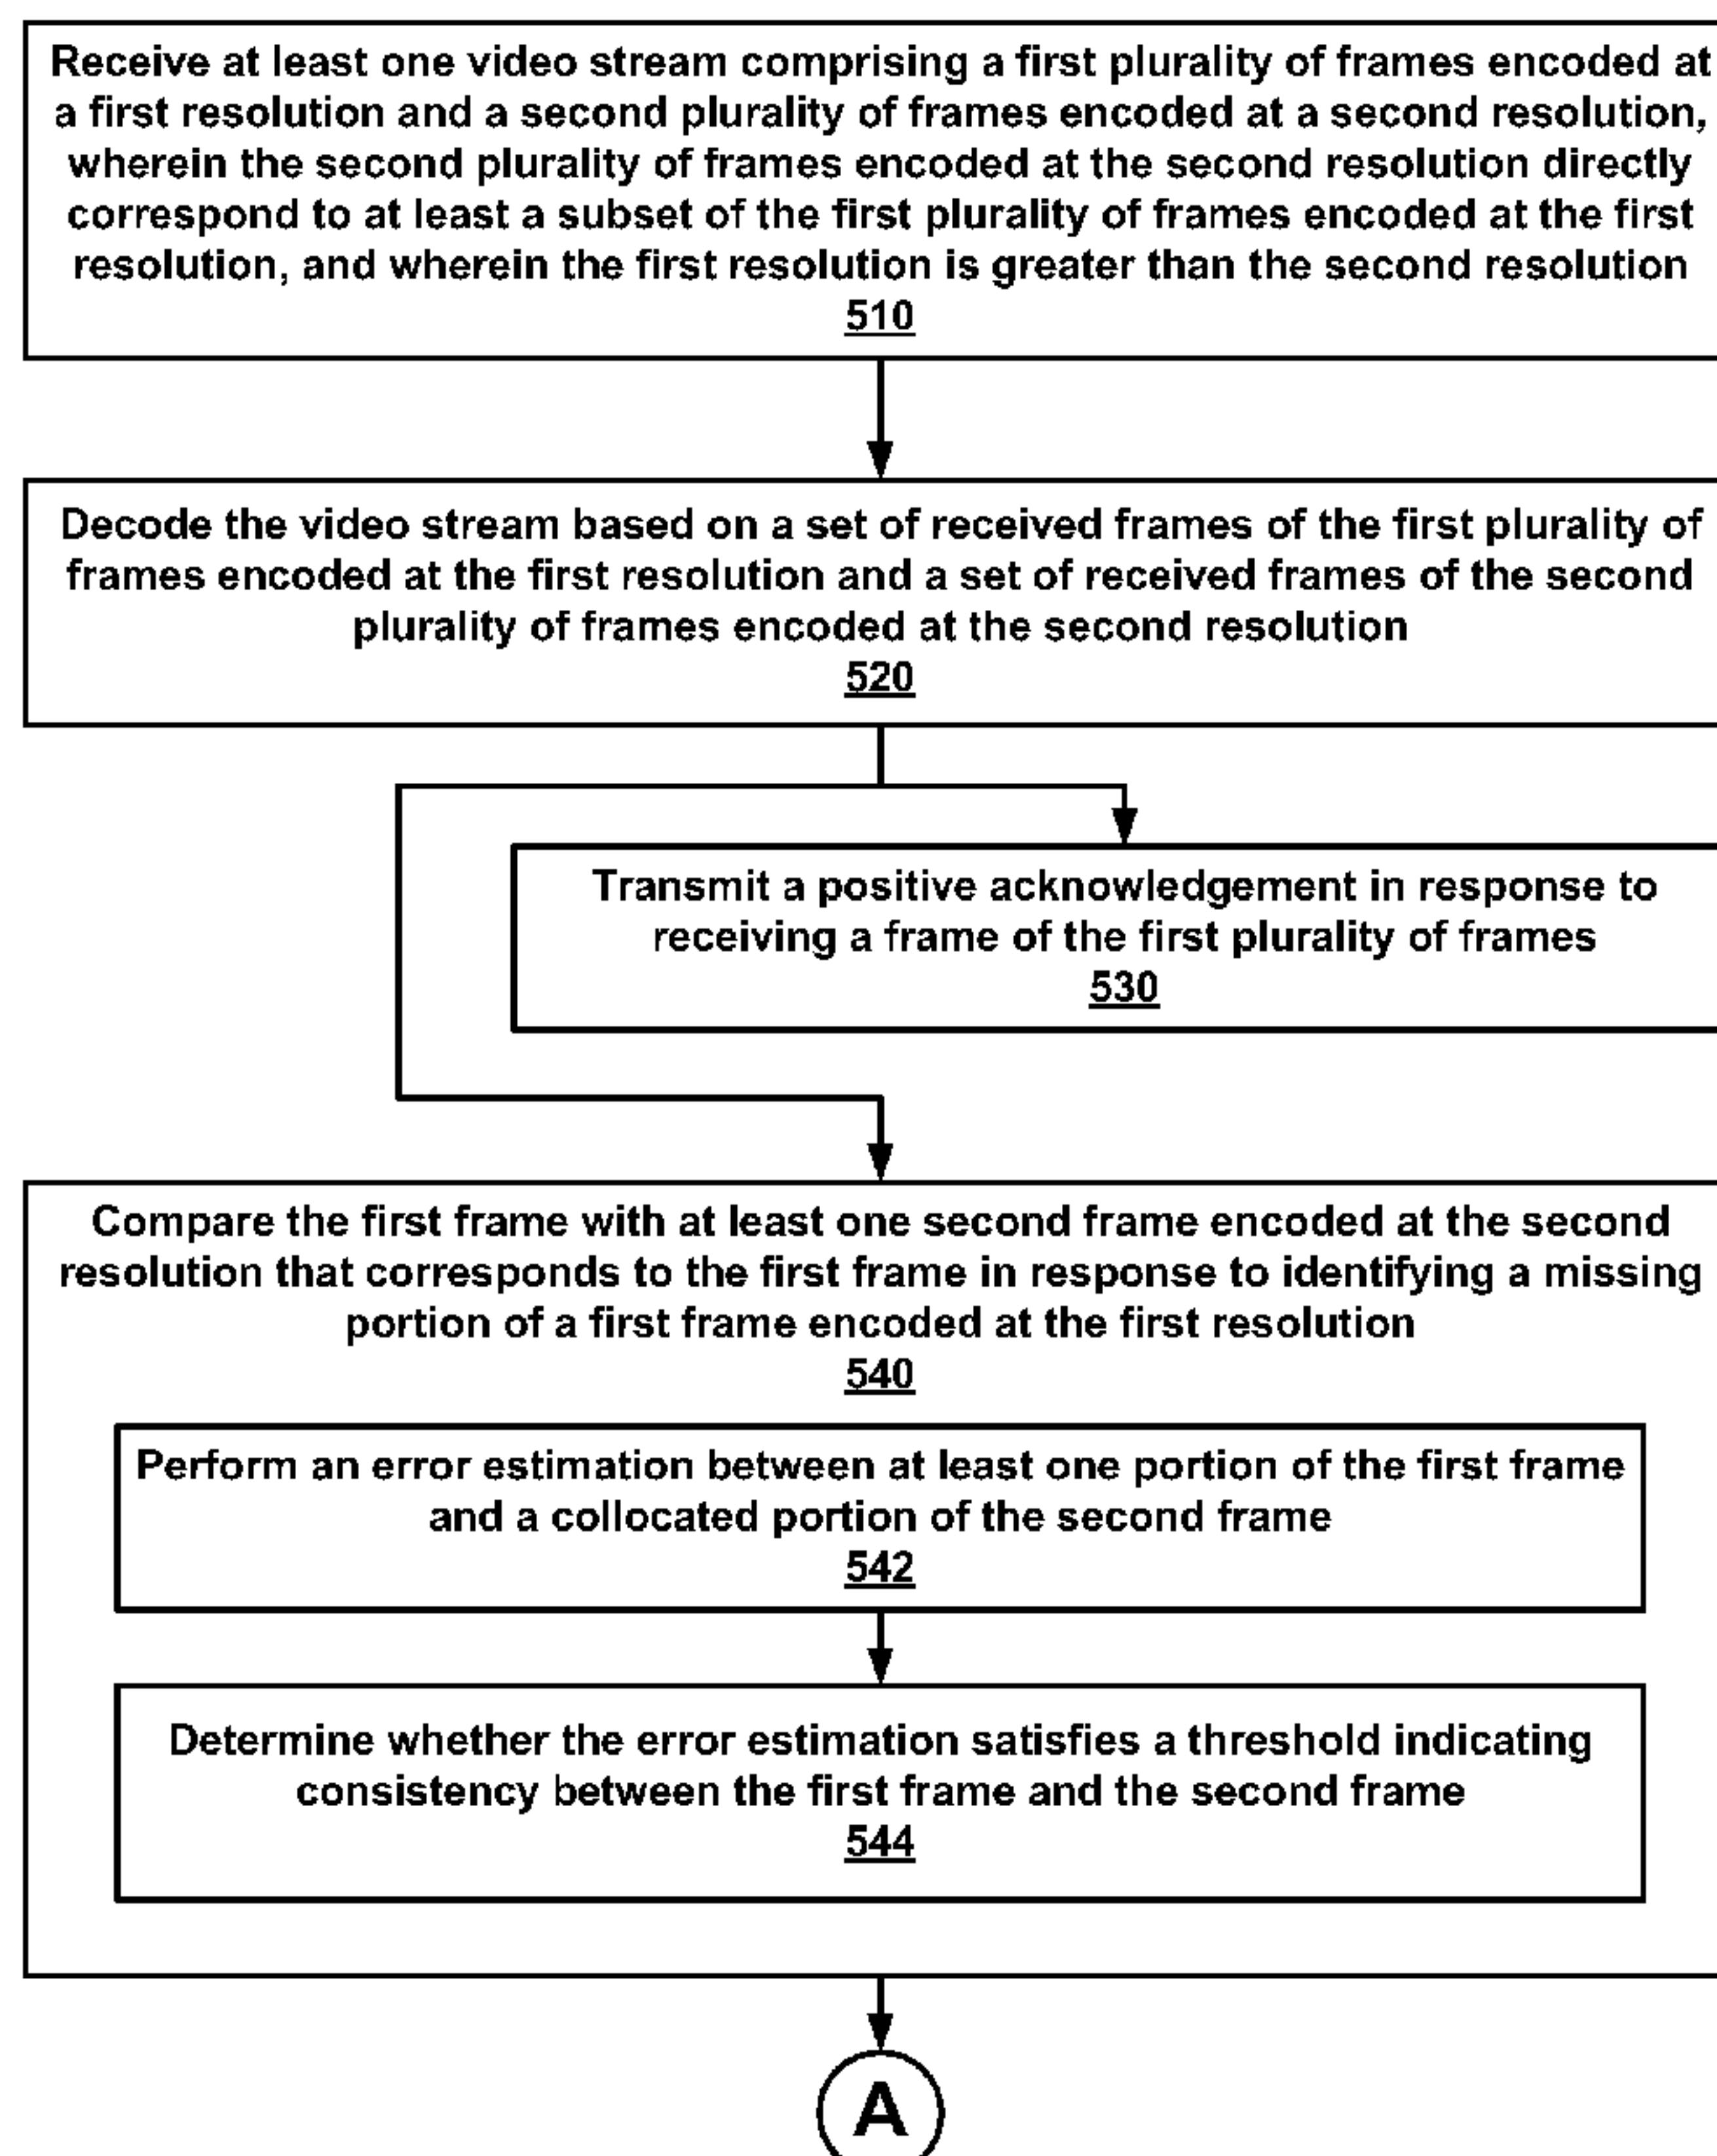 Receive at least one video stream comprising a first plurality of frames encoded at
a first resolution and a second plurality of frames encoded at a second resolution,
wherein the second plurality of frames encoded at the second resolution directly
correspond to at least a subset of the first plurality of frames encoded at the first
resolution, and wherein the first resolution is greater than the second resolution
510
Decode the video stream based on a set of received frames of the first plurality of
frames encoded at the first resolution and a set of received frames of the second
plurality of frames encoded at the second resolution
520
Transmit a positive acknowledgement in response to
receiving a frame of the first plurality of frames
530
Compare the first frame with at least one second frame encoded at the second
resolution that corresponds to the first frame in response to identifying a missing
portion of a first frame encoded at the first resolution
540
Perform an error estimation between at least one portion of the first frame
and a collocated portion of the second frame
542
Determine whether the error estimation satisfies a threshold indicating
consistency between the first frame and the second frame
544
A